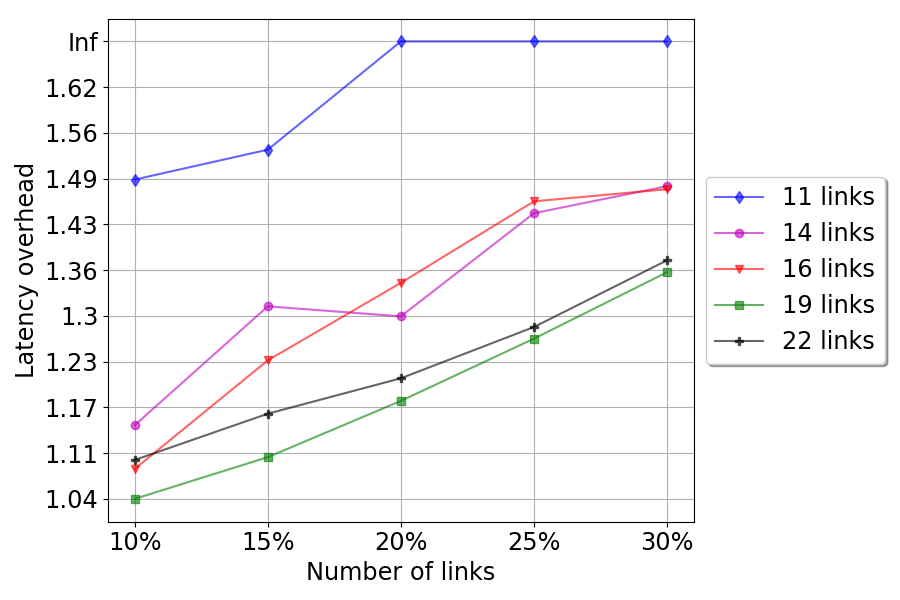 Inf
1.62
1.56
1.49
1.43
1.36
1.3
1.23
1.17
1.11
1.04
Latency overhead
10% 15% 20% 25% 30%
Number of links
11 links
14 links
16 links
19 links
22 links